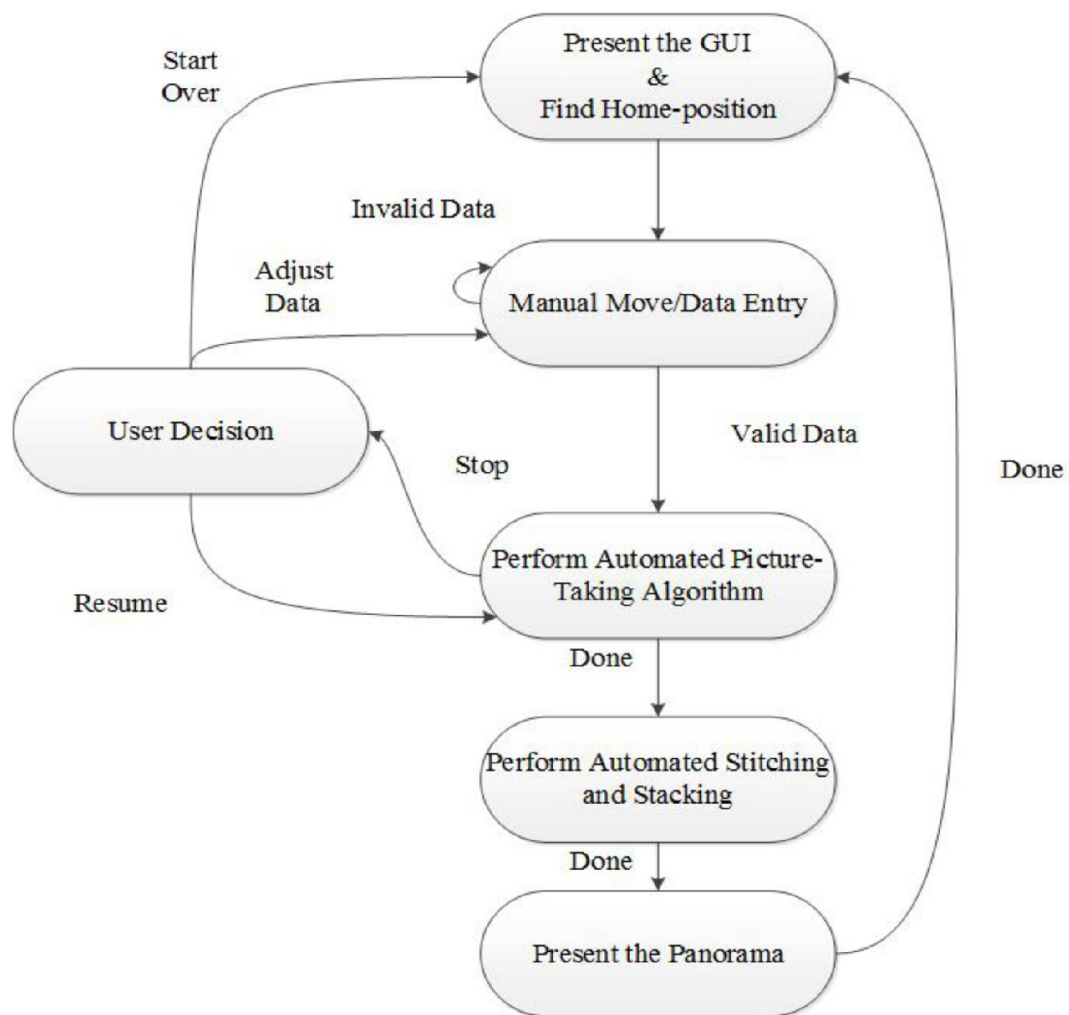 Present the GUI
&
Find Home-position
Start
Over
Invalid Data
Adjust
Data
Manual Move/Data Entry
User Decision
Valid Data
Stop
Done
Perform Automated Picture-
Taking Algorithm
Resume
Done
Perform Automated Stitching
and Stacking
Done
Present the Panorama